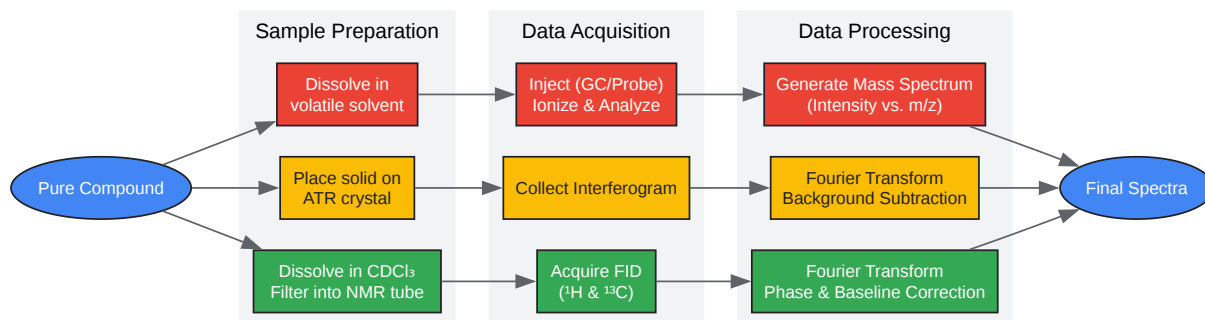 Sample Preparation
Data Acquisition
Data Processing
Pure Compound
Dissolve in
volatile solvent
Inject (GC/Probe)
Ionize & Analyze
Generate Mass Spectrum
(Intensity vs. m/z)
Place solid on
ATR crystal
Collect Interferogram
Fourier Transform
Background Subtraction
Dissolve in CDCl₃
Filter into NMR tube
Acquire FID
(¹H & ¹³C)
Fourier Transform
Phase & Baseline Correction
Final Spectra